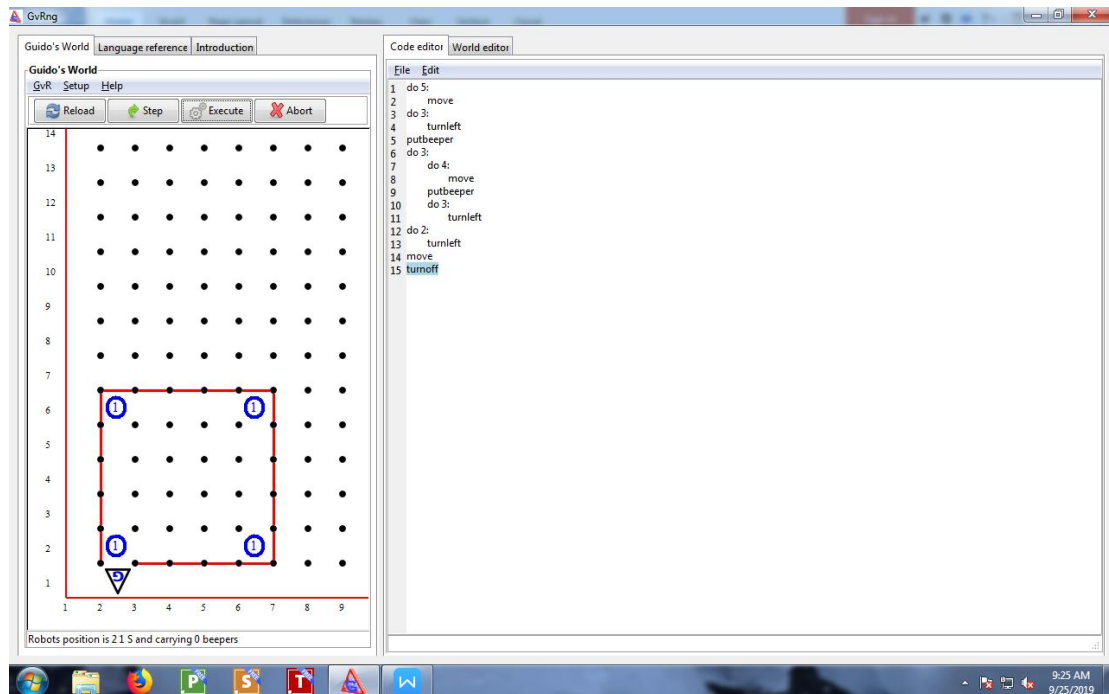 GvRng
Guido's World Language reference Introduction
Guido's World
GvR Setup Help
Reload Step Execute Abort
14
13
12
11
10
9
8
7
6
5
4
3
2
1
1 1
1 1
G
1 2 3 4 5 6 7 8 9
Robots position is 2 1 S and carrying 0 beepers
Code editor World editor
File Edit
1 do 5:
2 move
3 do 3:
4 turnleft
5 putbeeper
6 do 3:
7 do 4:
8 move
9 putbeeper
10 do 3:
11 turnleft
12 do 2:
13 turnleft
14 move
15 turnoff
P S T
9:25 AM
9/25/2019